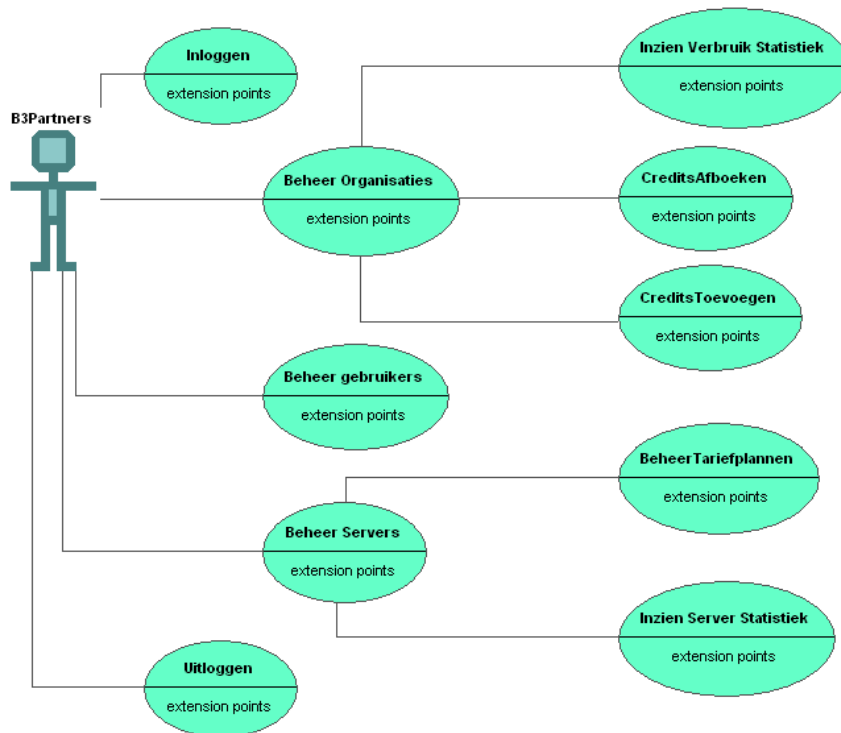 Inloggen
extension points
Inzien Verbruik Statistiek
extension points
B3Partners
Beheer Organisaties
extension points
CreditsAfboeken
extension points
CreditsToevoegen
extension points
Beheer gebruikers
extension points
BeheerTariefplannen
extension points
Beheer Servers
extension points
Inzien Server Statistiek
extension points
Uitloggen
extension points